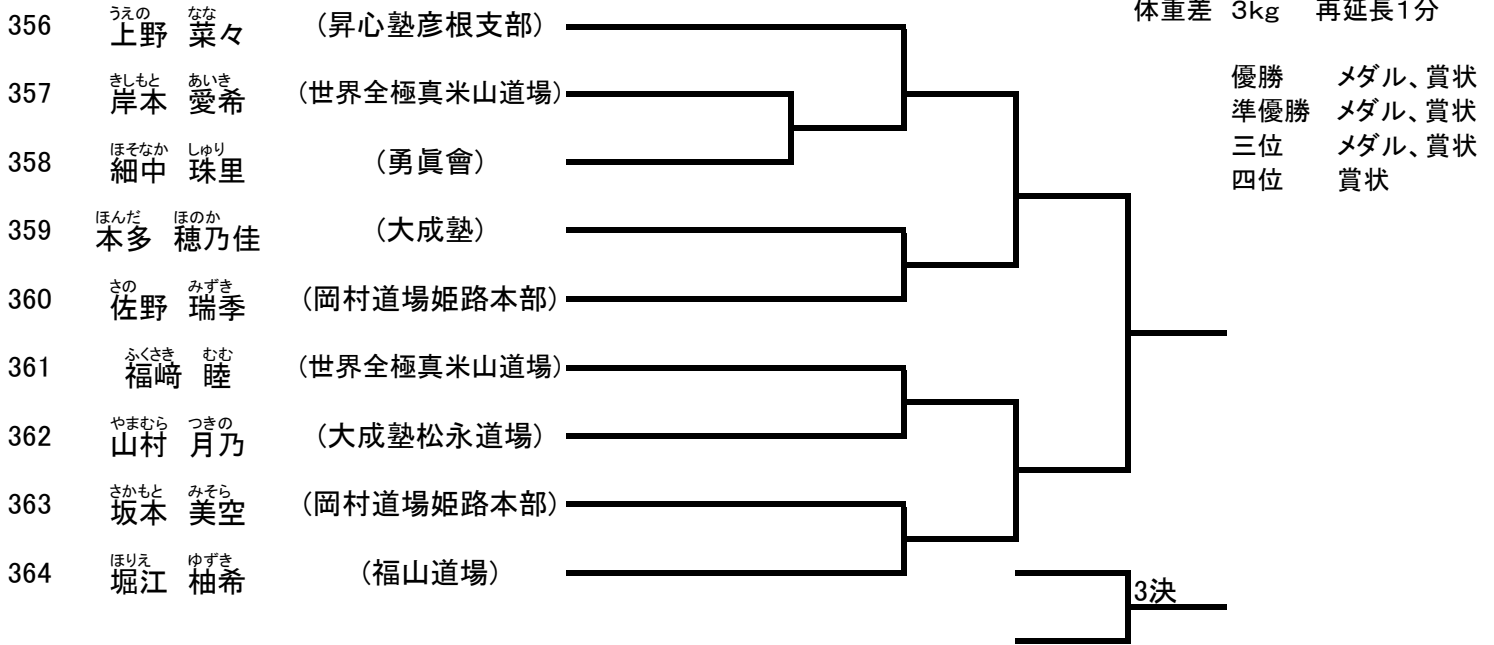 体重差 3kg 再延長1分
優勝 メダル、賞状
準優勝 メダル、賞状
三位 メダル、賞状
四位 賞状
うえの なな
356 上野 菜々 (昇心塾彦根支部)
きしもと あいき
357 岸本 愛希 (世界全極真米山道場)
ほそなか しゅり
358 細中 珠里 (勇眞會)
ほんだ ほのか
359 本多 穂乃佳 (大成塾)
さの みずき
360 佐野 瑞季 (岡村道場姫路本部)
ふくさき むむ
361 福﨑 睦 (世界全極真米山道場)
やまむら つきの
362 山村 月乃 (大成塾松永道場)
さかもと みそら
363 坂本 美空 (岡村道場姫路本部)
ほりえ ゆずき
364 堀江 柚希 (福山道場)
3決